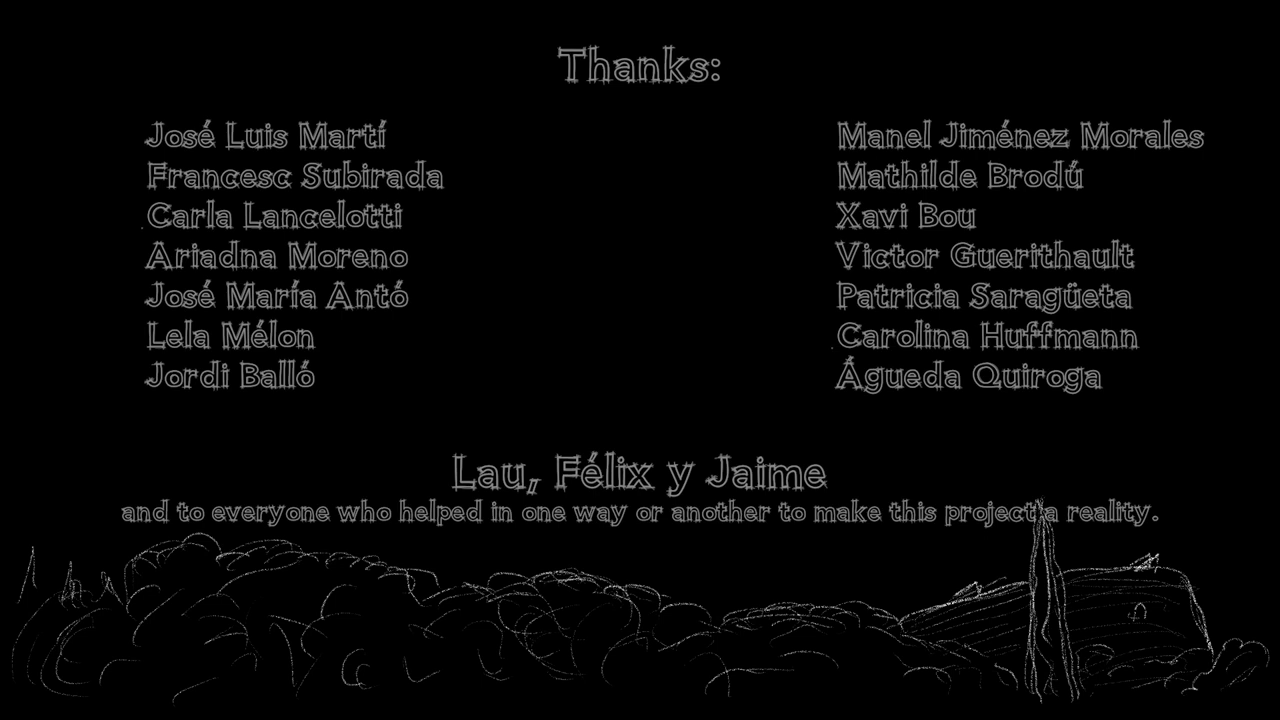 Thanks:
José Luis Martí
Francesc Subirada
Carla Lancelotti
Ariadna Moreno
José María Antó
Lela Mélon
Jordi Balló
Manel Jiménez Morales
Mathilde Brodú
Xavi Bou
Victor Guerithault
Patricia Saragüeta
Carolina Huffmann
Águeda Quiroga
Lau, Félix y Jaime
and to everyone who helped in one way or another to make this project a reality.